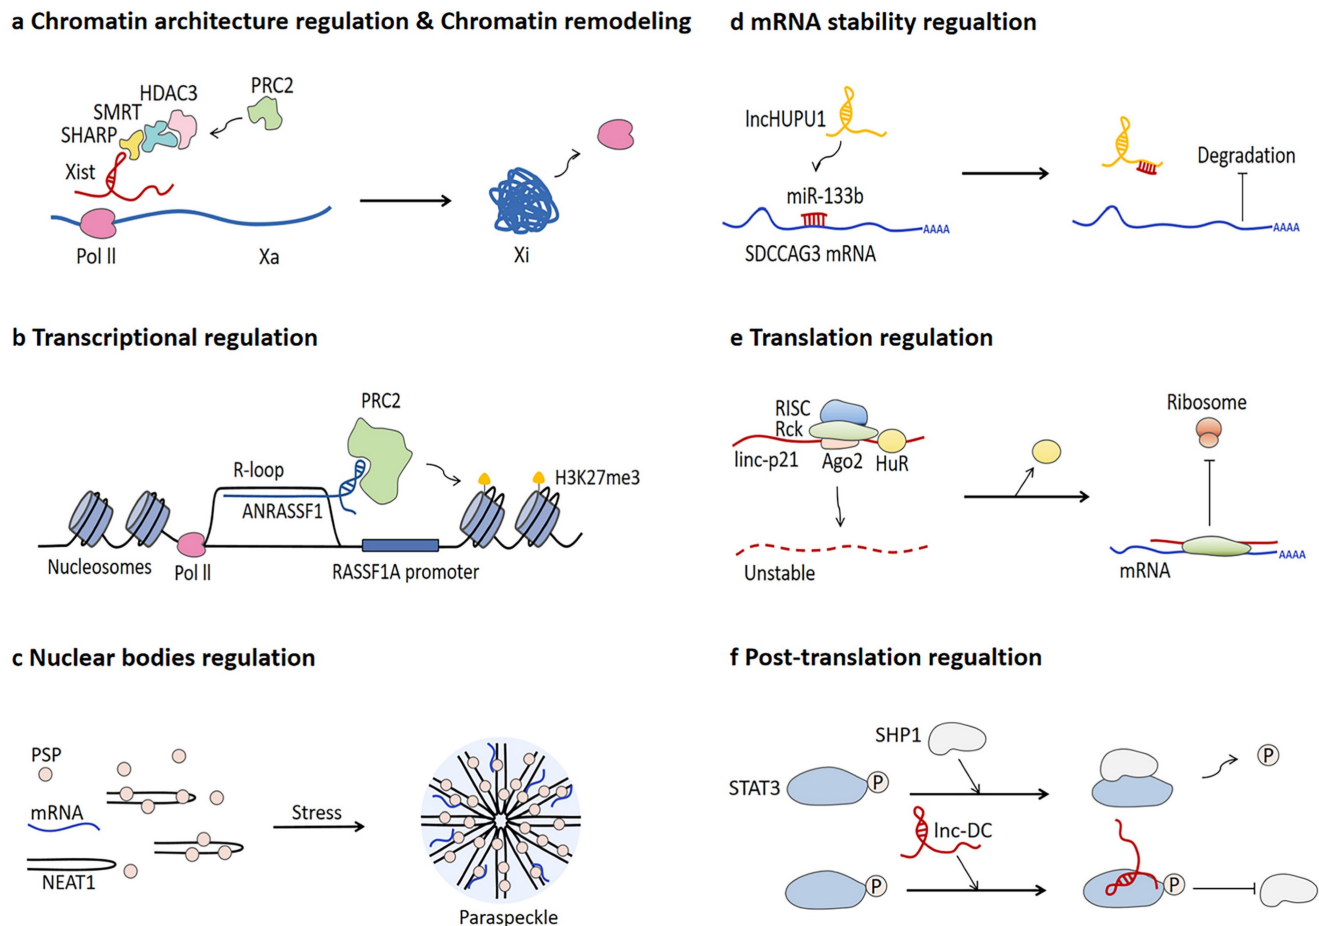 a Chromatin architecture regulation & Chromatin remodeling
HDAC3
PRC2
SMRT
SHARP
Xist
Pol II
Xa
Xi
b Transcriptional regulation
PRC2
R-loop
H3K27me3
ANRASSF1
Nucleosomes
Pol II
RASSF1A promoter
c Nuclear bodies regulation
PSP
mRNA
Stress
NEAT1
Paraspeckle
d mRNA stability regualtion
lncHUPU1
Degradation
miR-133b
AAAA
AAAA
SDCCAG3 mRNA
e Translation regulation
RISC
Ribosome
Rck
linc-p21
Ago2
HuR
AAAA
Unstable
mRNA
f Post-translation regualtion
SHP1
P
STAT3
P
lnc-DC
P
P